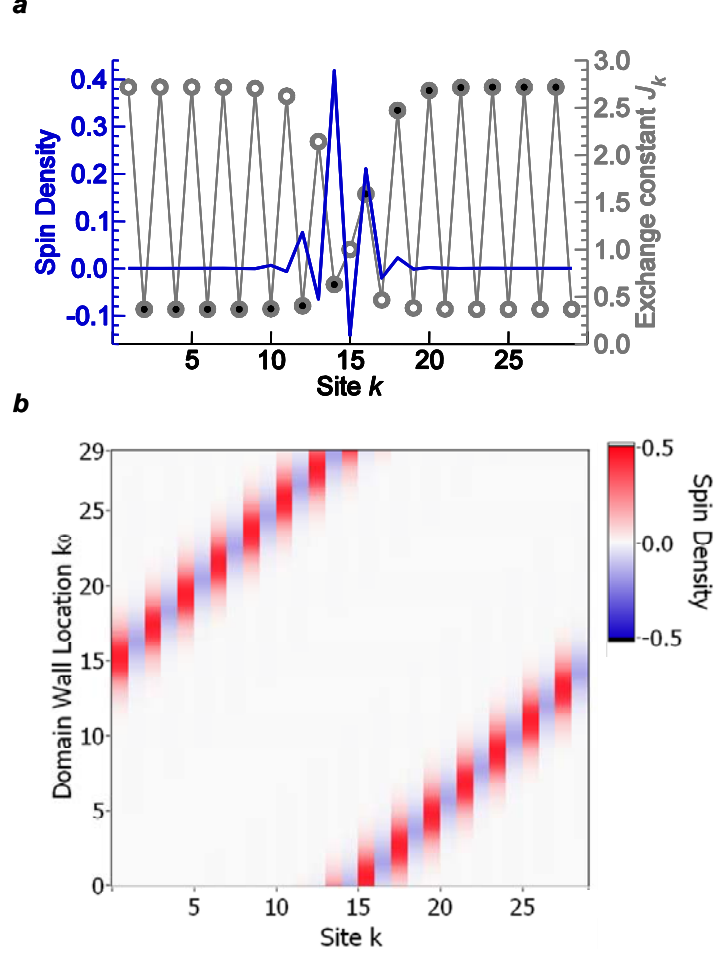 a
0.4
0.3
0.2
0.1
0.0
-0.1
Spin Density
3.0
2.5
2.0
1.5
1.0
0.5
0.0
Exchange constant Jk
5 10 15 20 25
Site k
b
29
25
20
15
10
5
0
Domain Wall Location k0
5 10 15 20 25
Site k
0.5
0.0
-0.5
Spin Density